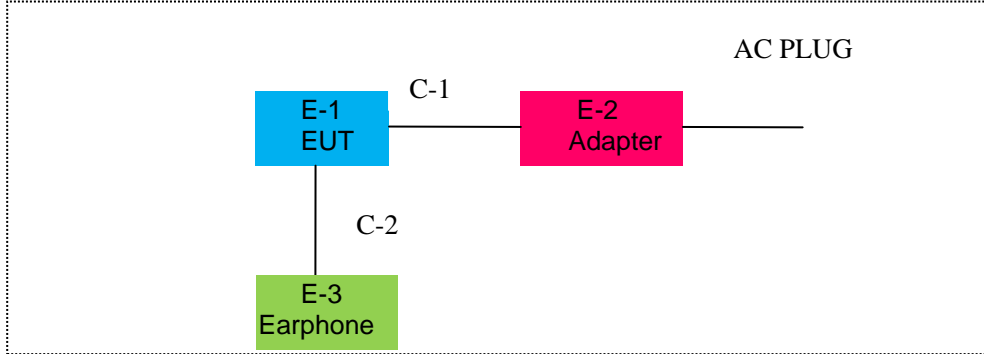 AC PLUG
C-1
E-1
EUT
E-2
Adapter
C-2
E-3
Earphone